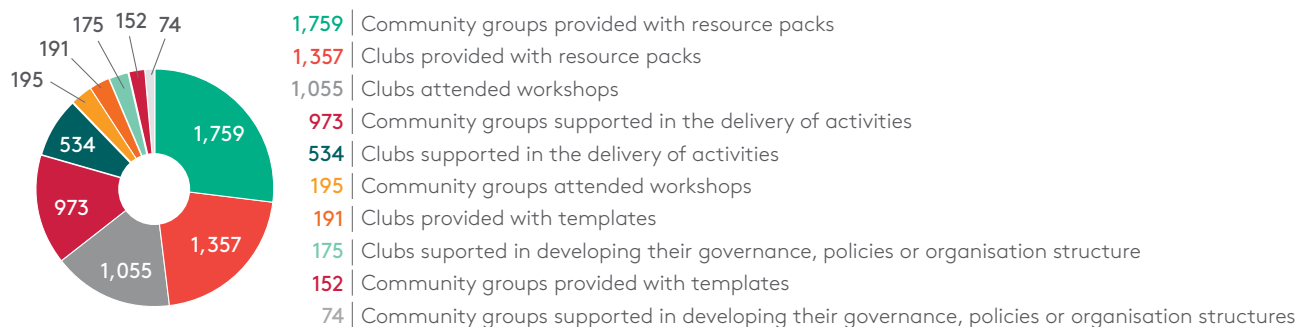 175 152 74
191
195
534
973
1,055
1,357
1,759
1,759 Community groups provided with resource packs
1,357 Clubs provided with resource packs
1,055 Clubs attended workshops
973 Community groups supported in the delivery of activities
534 Clubs supported in the delivery of activities
195 Community groups attended workshops
191 Clubs provided with templates
175 Clubs suported in developing their governance, policies or organisation structure
152 Community groups provided with templates
74 Community groups supported in developing their governance, policies or organisation structures